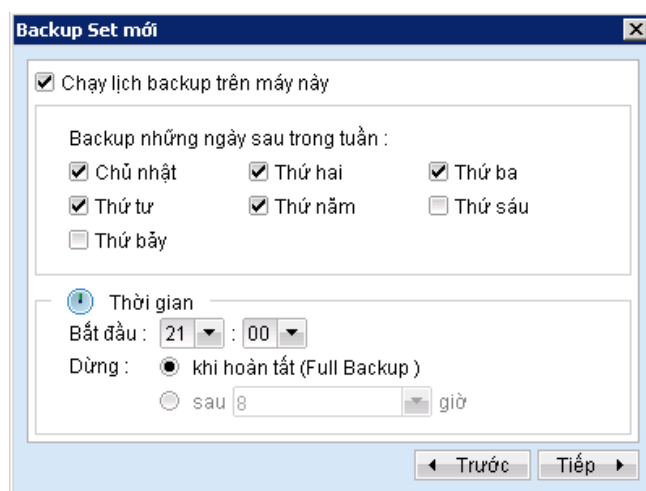 Backup Set mới
Chạy lịch backup trên máy này
Backup những ngày sau trong tuần :
Chủ nhật Thứ hai Thứ ba
Thứ tư Thứ năm Thứ sáu
Thứ bảy
Thời gian
Bắt đầu : 21 : 00
Dừng : khi hoàn tất (Full Backup )
sau 8 giờ
Trước Tiếp